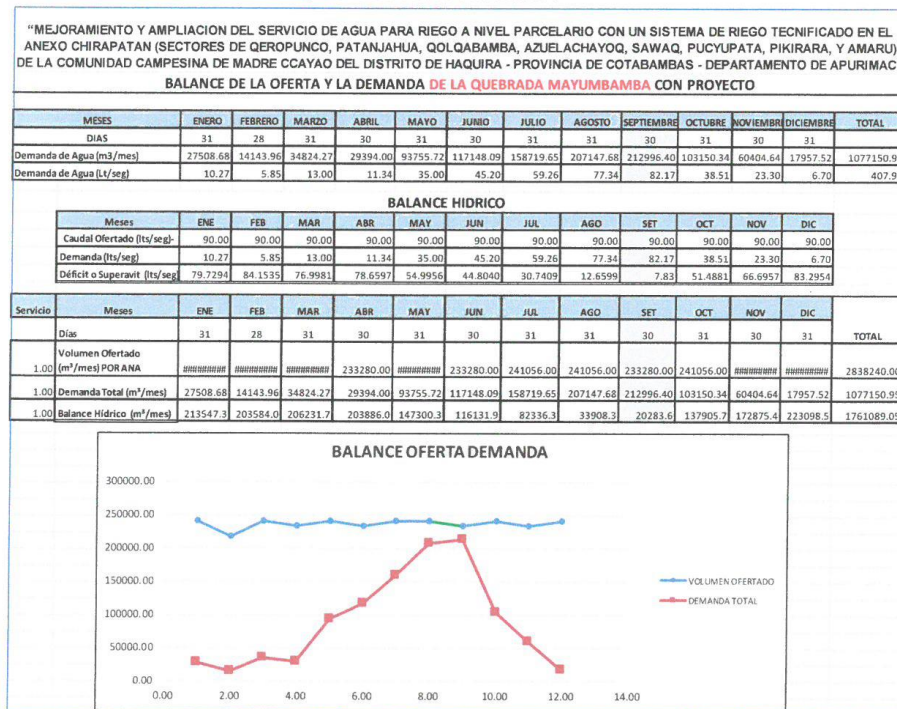 “MEJORAMIENTO Y AMPLIACION DEL SERVICIO DE AGUA PARA RIEGO A NIVEL PARCELARIO CON UN SISTEMA DE RIEGO TECNIFICADO EN EL
ANEXO CHIRAPATAN (SECTORES DE QEROPUNCO, PATANJAHUA, QOLQABAMBA, AZUELACHAYOQ, SAWAQ, PUCYUPATA, PIKIRARA, Y AMARU)
DE LA COMUNIDAD CAMPESINA DE MADRE CCAYAO DEL DISTRITO DE HAQUIRA - PROVINCIA DE COTABAMBAS - DEPARTAMENTO DE APURIMAC
BALANCE DE LA OFERTA Y LA DEMANDA DE LA QUEBRADA MAYUMBAMBA CON PROYECTO
MESES ENERO FEBRERO MARZO ABRIL MAYO JUNIO JULIO AGOSTO SEPTIEMBRE OCTUBRE NOVIEMBRE DICIEMBRE TOTAL
DIAS 31 28 31 30 31 30 31 31 30 31 30 31
Demanda de Agua (m3/mes) 27508.68 14143.96 34824.27 29394.00 93755.72 117148.09 158719.65 207147.68 212996.40 103150.34 60404.64 17957.52 1077150.9
Demanda de Agua (Lt/seg) 10.27 5.85 13.00 11.34 35.00 45.20 59.26 77.34 82.17 38.51 23.30 6.70 407.9
BALANCE HIDRICO
Meses ENE FEB MAR ABR MAY JUN JUL AGO SET OCT NOV DIC
Caudal Ofertado (lts/seg)- 90.00 90.00 90.00 90.00 90.00 90.00 90.00 90.00 90.00 90.00 90.00 90.00
Demanda (lts/seg) 10.27 5.85 13.00 11.34 35.00 45.20 59.26 77.34 82.17 38.51 23.30 6.70
Déficit o Superavit (lts/seg 79.7294 84.1535 76.9981 78.6597 54.9956 44.8040 30.7409 12.6599 7.83 51.4881 66.6957 83.2954
Servicio Meses ENE FEB MAR ABR MAY JUN JUL AGO SET OCT NOV DIC
Días 31 28 31 30 31 30 31 31 30 31 30 31 TOTAL
Volumen Ofertado
1.00 (m³/mes) POR ANA ######### ######### ######### 233280.00 ######### 233280.00 241056.00 241056.00 233280.00 241056.00 ######### ######### 2838240.00
1.00 Demanda Total (m³/mes) 27508.68 14143.96 34824.27 29394.00 93755.72 117148.09 158719.65 207147.68 212996.40 103150.34 60404.64 17957.52 1077150.95
1.00 Balance Hídrico (m³/mes) 213547.3 203584.0 206231.7 203886.0 147300.3 116131.9 82336.3 33908.3 20283.6 137905.7 172875.4 223098.5 1761089.05
BALANCE OFERTA DEMANDA
300000.00
250000.00
200000.00
150000.00
100000.00
50000.00
0.00
0.00 2.00 4.00 6.00 8.00 10.00 12.00 14.00
VOLUMEN OFERTADO
DEMANDA TOTAL